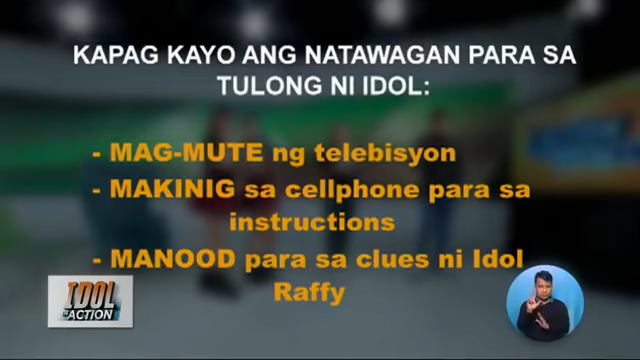 KAPAG KAYO ANG NATAWAGAN PARA SA
TULONG NI IDOL:
- MAG-MUTE ng telebisyon
- MAKINIG sa cellphone para sa
instructions
- MANOOD para sa clues ni Idol
Raffy
IDOL
IN ACTION